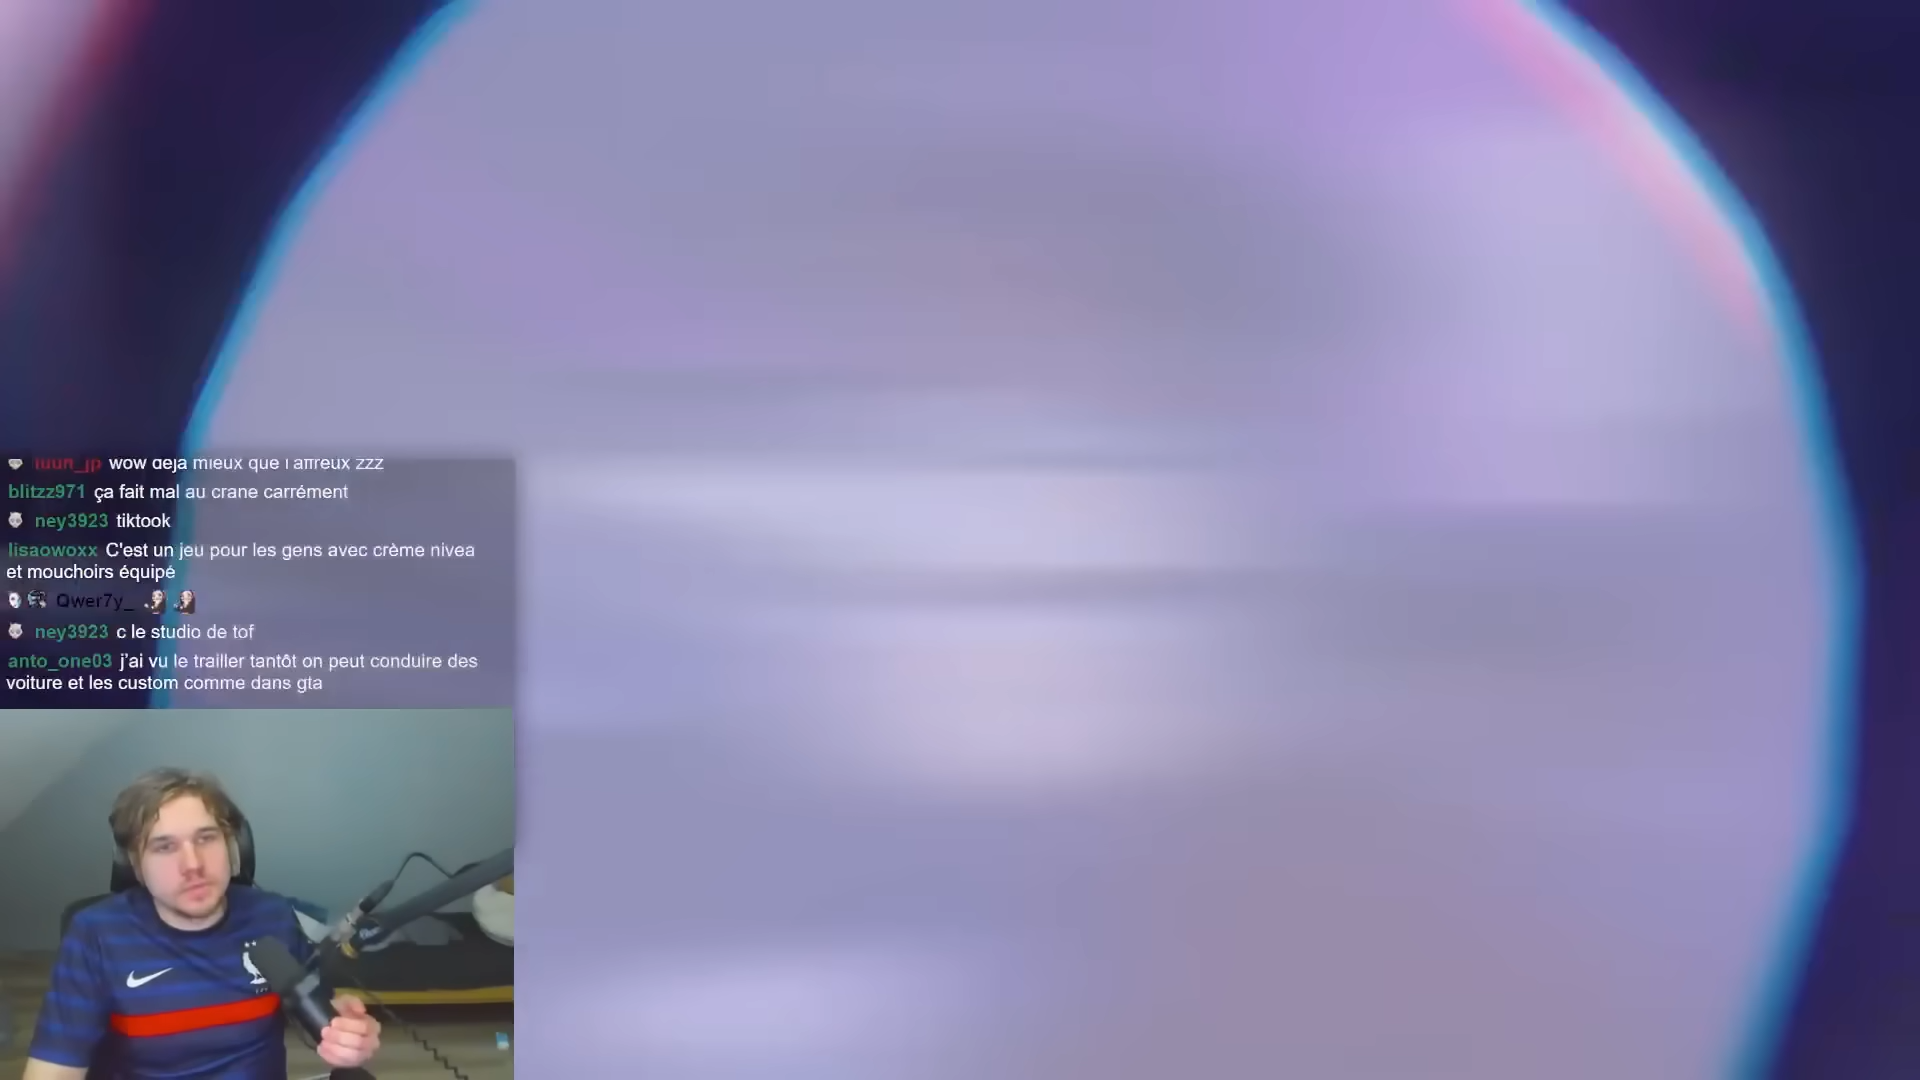 luuh_jp wow déjà mieux que l'affreux zzz
blitzz971 ça fait mal au crane carrément
ney3923 tiktook
lisaowoxx C'est un jeu pour les gens avec crème nivea
et mouchoirs équipé
Qwer7y_
ney3923 c le studio de tof
anto_one03 j'ai vu le trailler tantôt on peut conduire des
voiture et les custom comme dans gta